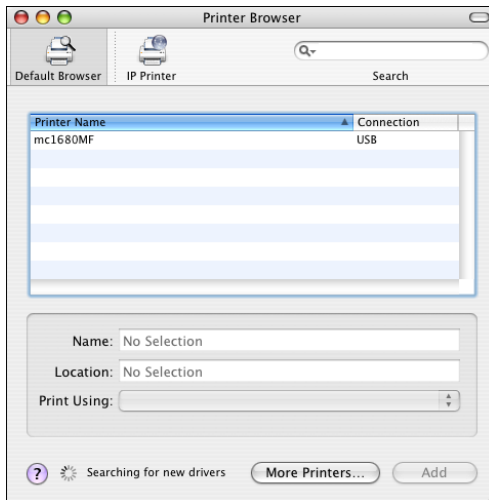 Printer Browser
Default Browser
IP Printer
Search
Printer Name Connection
mc1680MF USB
Name: No Selection
Location: No Selection
Print Using:
? Searching for new drivers More Printers... Add